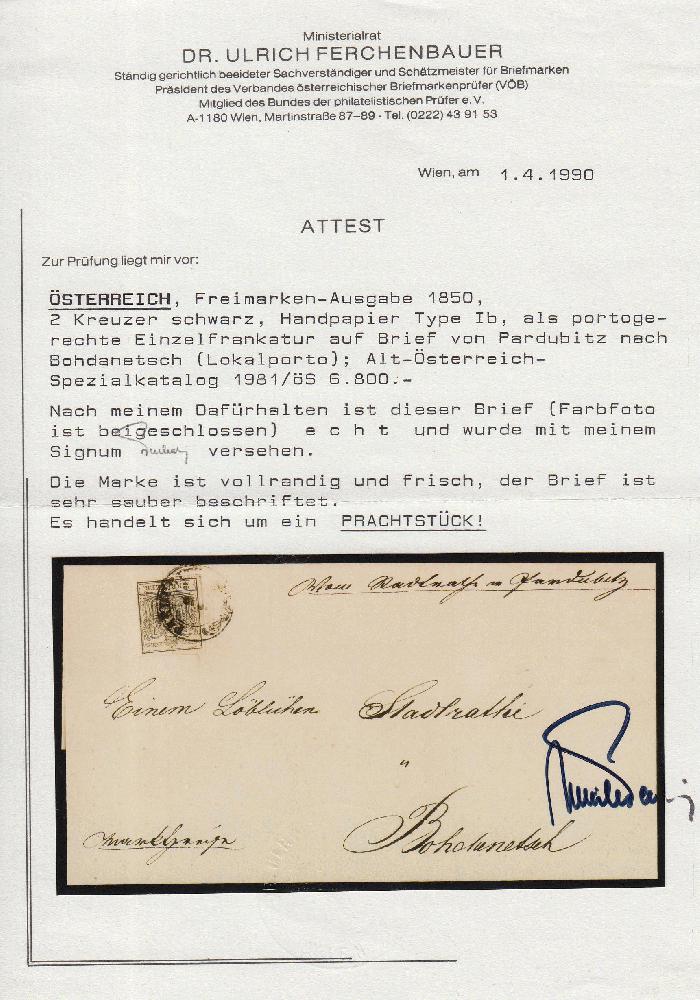 Ministerialrat
DR. ULRICH FERCHENBAUER
Ständig gerichtlich beeideter Sachverständiger und Schätzmeister für Briefmarken
Präsident des Verbandes österreichischer Briefmarkenprüfer (VÖB)
Mitglied des Bundes der philatelistischen Prüfer e.V.
A-1180 Wien, Martinstraße 87–89 · Tel. (0222) 43 91 53
Wien, am 1.4.1990
ATTEST
Zur Prüfung liegt mir vor:
ÖSTERREICH, Freimarken-Ausgabe 1850,
2 Kreuzer schwarz, Handpapier Type Ib, als portoge-
rechte Einzelfrankatur auf Brief von Pardubitz nach
Bohdanetsch (Lokalporto); Alt-Österreich-
Spezialkatalog 1981/öS 6.800.-
Nach meinem Dafürhalten ist dieser Brief (Farbfoto
ist beigeschlossen) e c h t und wurde mit meinem
Signum versehen.
Die Marke ist vollrandig und frisch, der Brief ist
sehr sauber beschriftet.
Es handelt sich um ein PRACHTSTÜCK!
Vom Stadtrathe in Pardubitz
Einem Löblichen Stadtrathe
"
Bohdanetsch